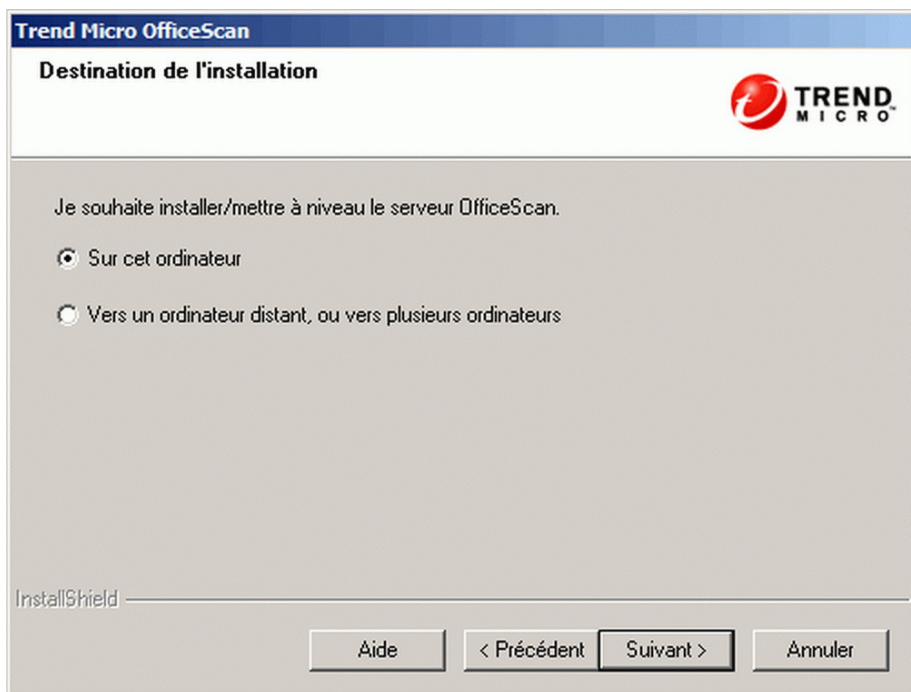 Trend Micro OfficeScan
Destination de l'installation
TREND
MICRO™
Je souhaite installer/mettre à niveau le serveur OfficeScan.
Sur cet ordinateur
Vers un ordinateur distant, ou vers plusieurs ordinateurs
InstallShield
Aide
< Précédent
Suivant >
Annuler